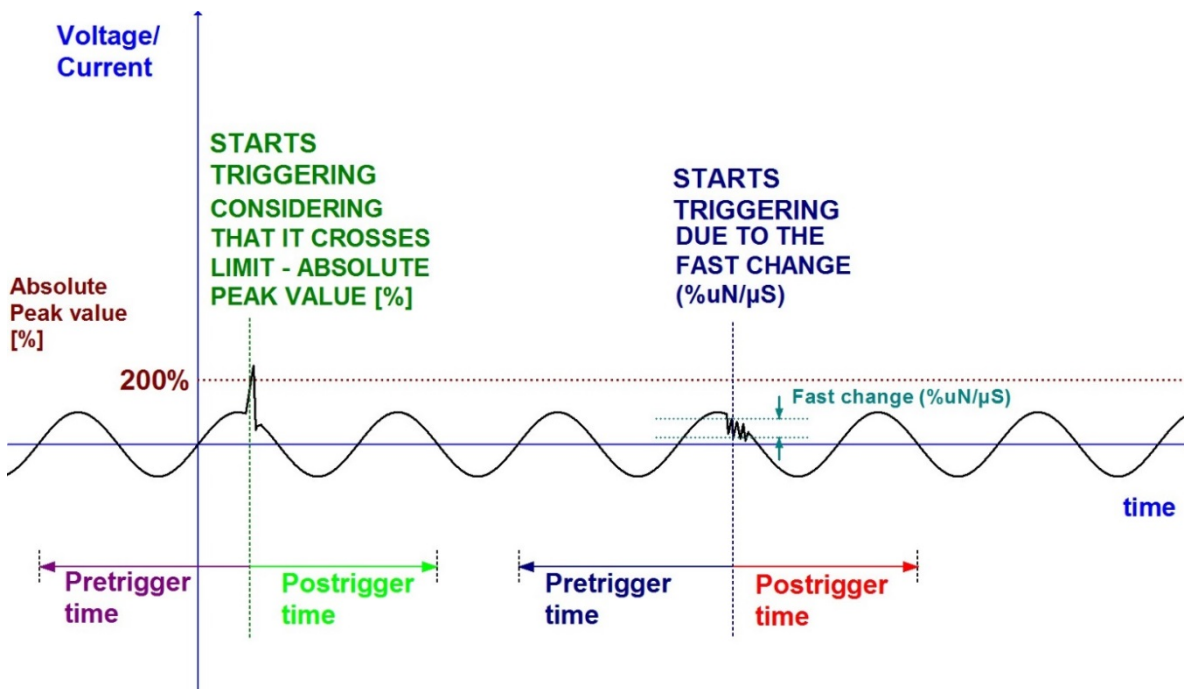 Voltage/
Current
STARTS
TRIGGERING
CONSIDERING
THAT IT CROSSES
LIMIT - ABSOLUTE
PEAK VALUE [%]
STARTS
TRIGGERING
DUE TO THE
FAST CHANGE
(%uN/µS)
Absolute
Peak value
[%]
200%
Fast change (%uN/µS)
time
Pretrigger
time
Postrigger
time
Pretrigger
time
Postrigger
time